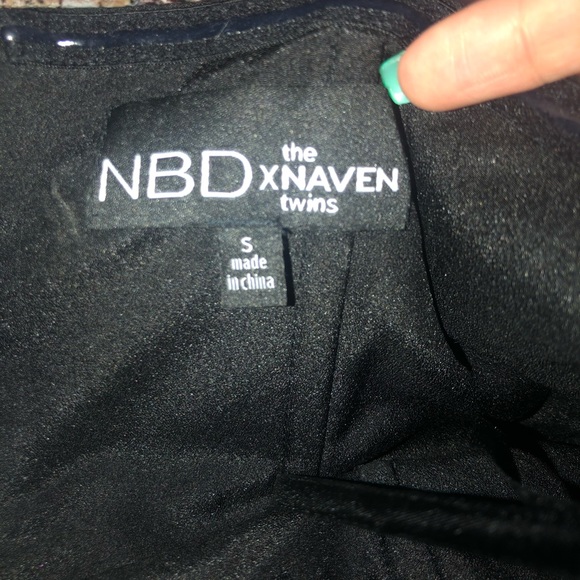 NBD x the NAVEN twins
S
made
in china